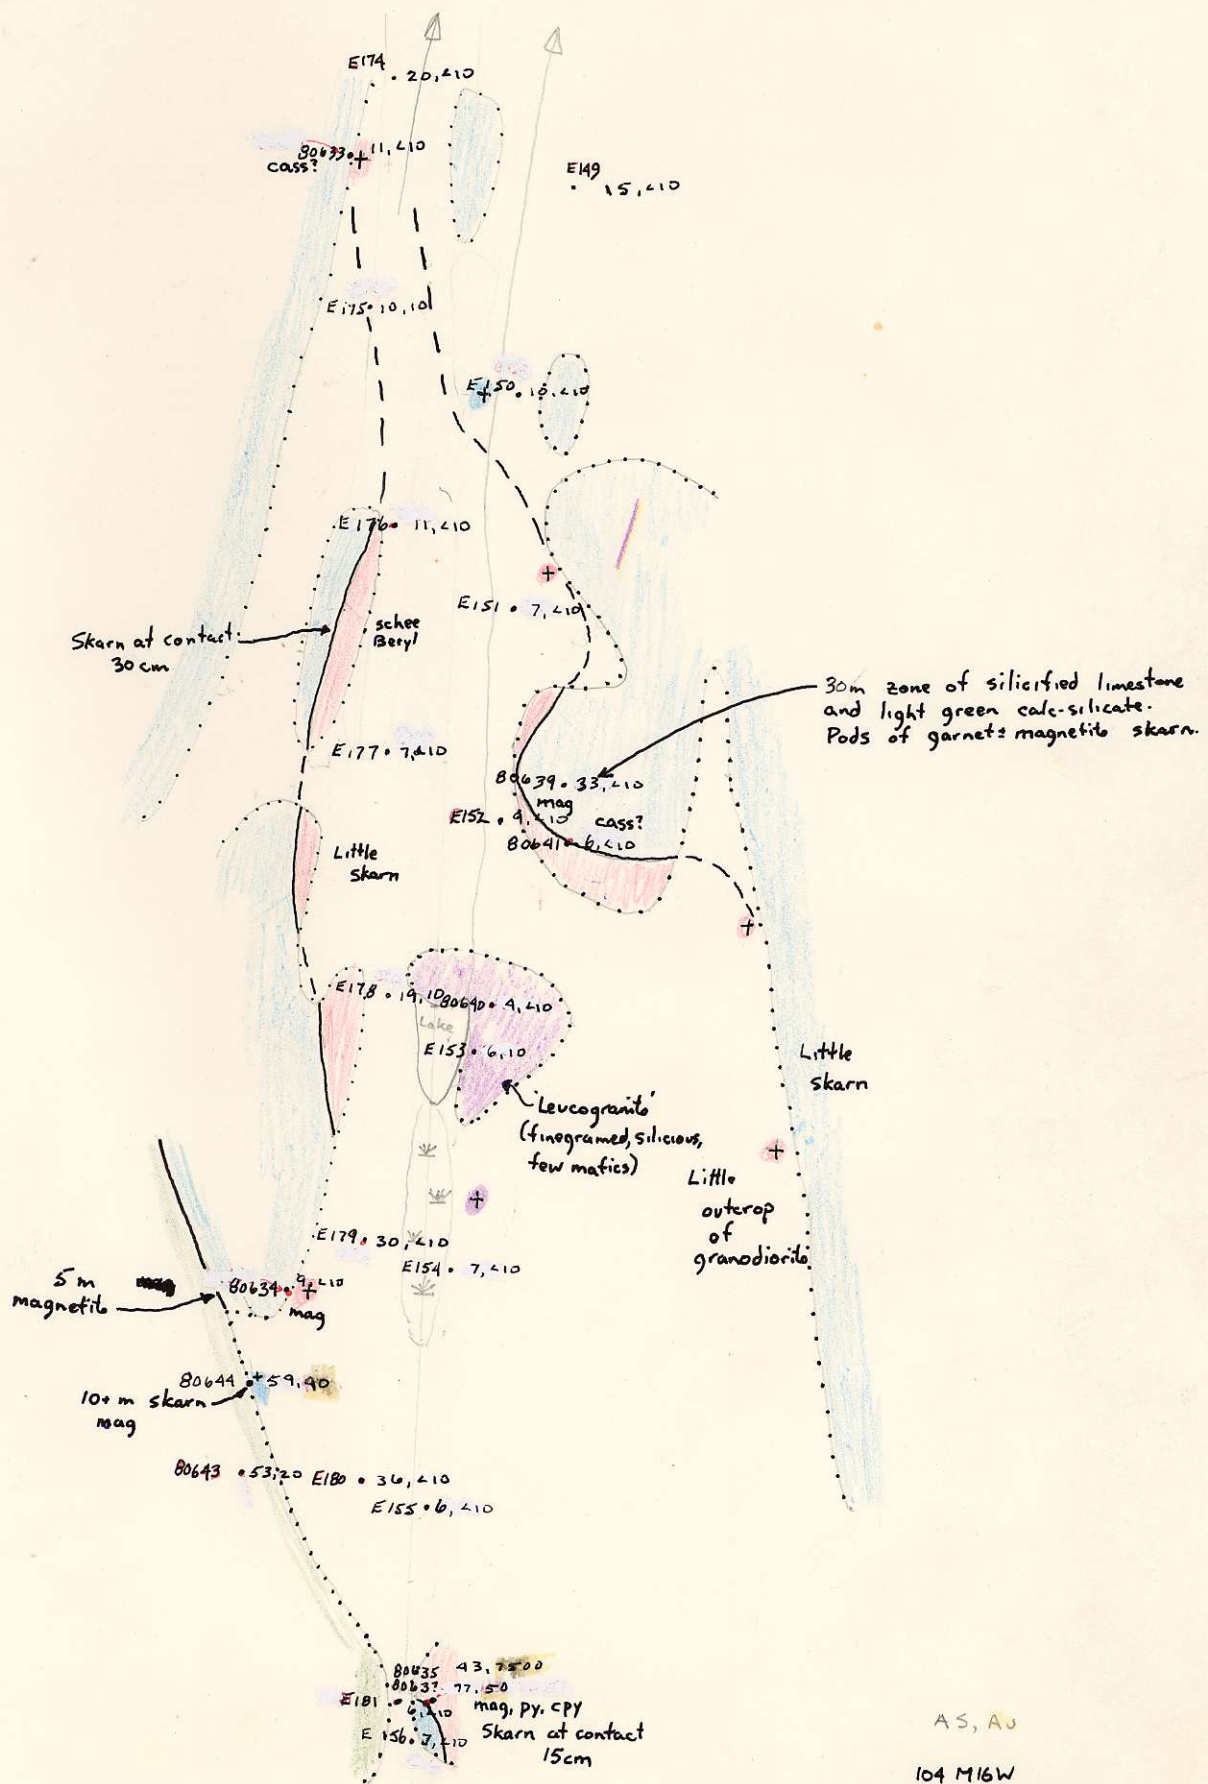 E174
• 20, <10
80633 • + 11, <10
cass?
E149
• 15, <10
E175 • 10, 10
E150 • 10, <10
E176 • 11, <10
E151 • 7, <10
schee
Beryl
Skarn at contact
30 cm
30m zone of silicified limestone
and light green calc-silicate.
Pods of garnet ± magnetite skarn.
E177 • 7, <10
80639 • 33, <10
mag
E152 • 9, <10
cass?
80641 • 6, <10
Little
skarn
E178 • 19, 10
80640 • 4, <10
Lake
E153 • 6, 10
Little
skarn
'Leucogranite'
(finegrained, silicious,
few mafics)
Little
outcrop
of
granodiorite
E179 • 30, <10
E154 • 7, <10
5 m
magnetite
80634 • 9, <10
mag
80644 • + 59, 90
10+ m skarn
mag
80643 • 53, 20
E180 • 36, <10
E155 • 6, <10
80635 43, 7500
77, 50
E181 •
6, <10
mag, py, cpy
E156 • 7, <10
Skarn at contact
15cm
AS, AU
104 M16W